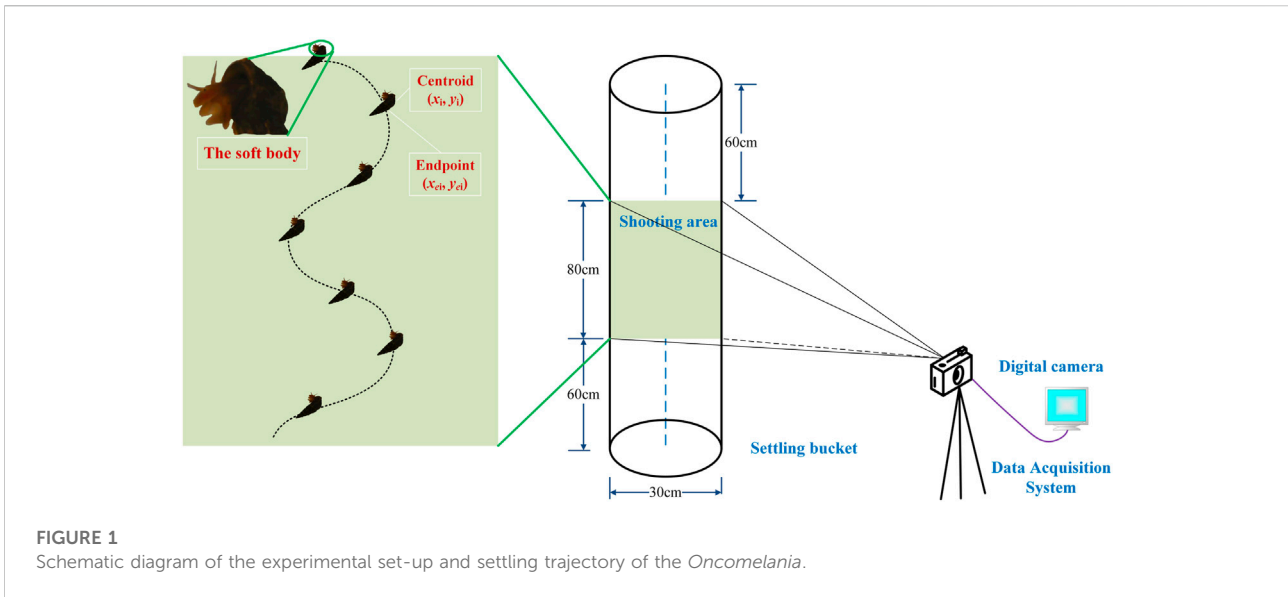 Centroid
(xi, yi)
The soft body
Endpoint
(xei, yei)
60cm
Shooting area
80cm
60cm
30cm
Settling bucket
Digital camera
Data Acquisition
System
FIGURE 1
Schematic diagram of the experimental set-up and settling trajectory of the Oncomelania.